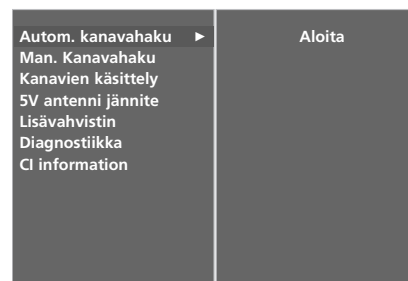 Autom. kanavahaku ► Aloita
Man. Kanavahaku
Kanavien käsittely
5V antenni jännite
Lisävahvistin
Diagnostiikka
CI information